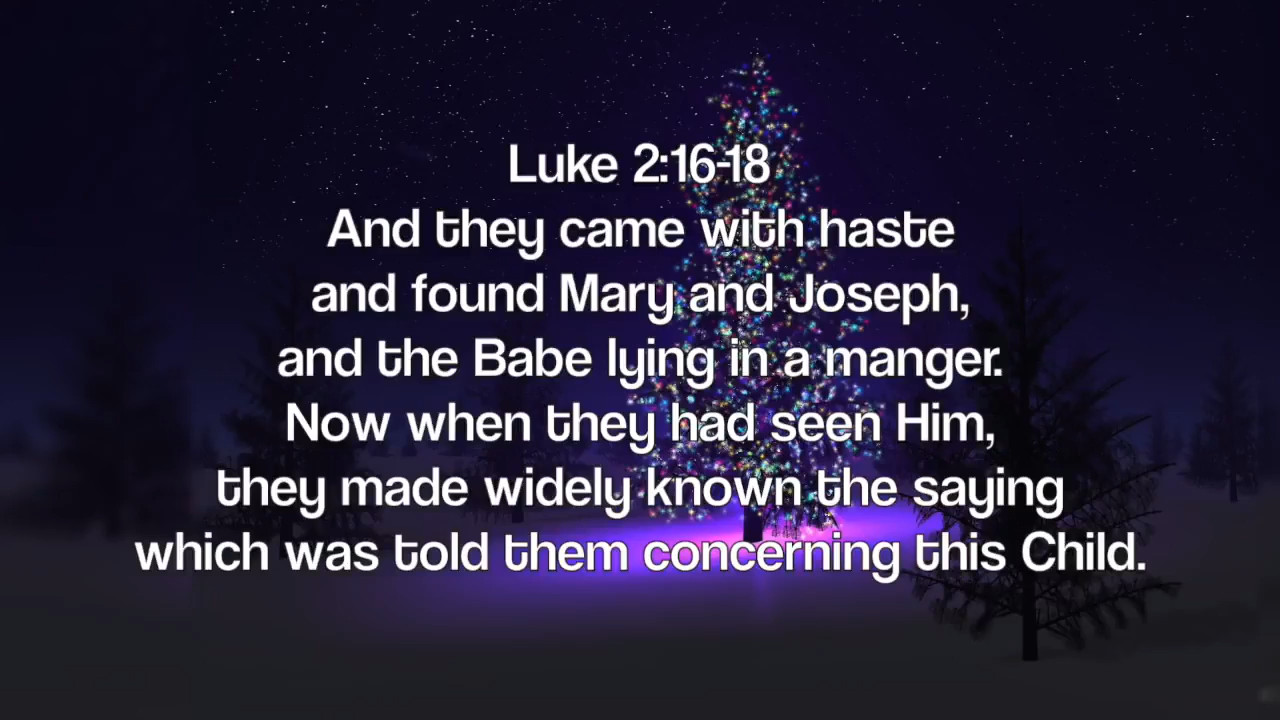 Luke 2:16-18
And they came with haste
and found Mary and Joseph,
and the Babe lying in a manger.
Now when they had seen Him,
they made widely known the saying
which was told them concerning this Child.